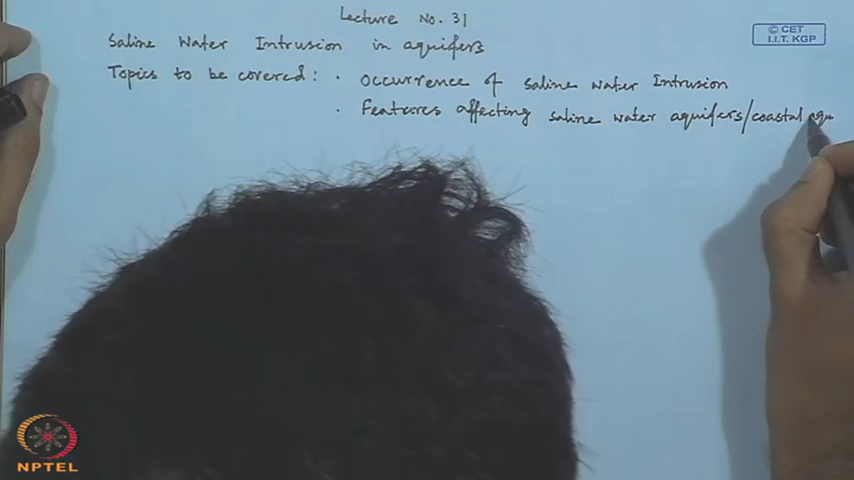 Lecture No. 31
© CET
I.I.T. KGP
Saline Water Intrusion in aquifers
Topics to be covered : · Occurrence of saline water Intrusion
· Features affecting saline water aquifers/coastal aqu
NPTEL